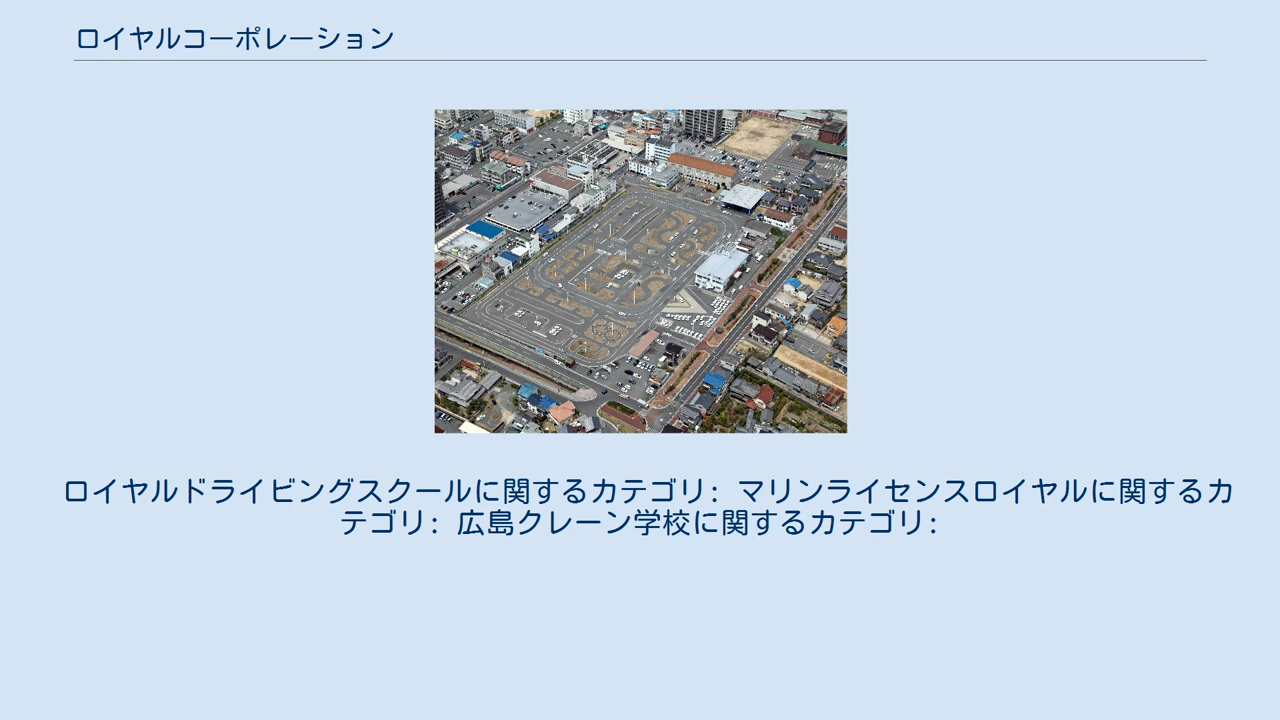 ロイヤルコーポレーション
ロイヤルドライビングスクールに関するカテゴリ: マリンライセンスロイヤルに関するカ
テゴリ: 広島クレーン学校に関するカテゴリ: